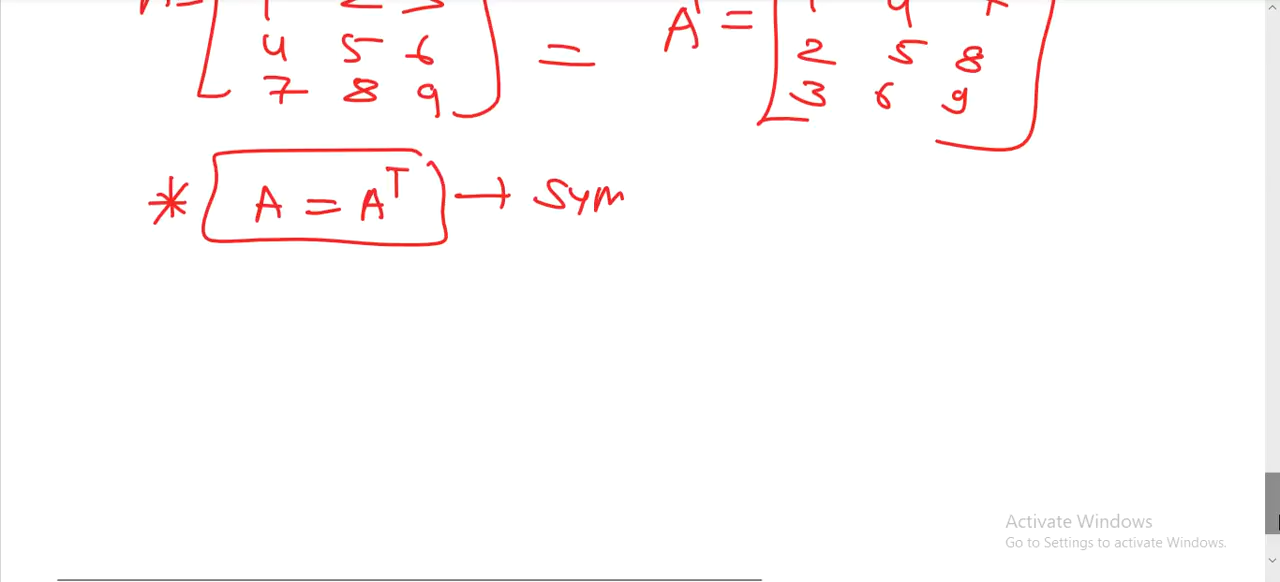 4 5 6 = A = 2 5 8
7 8 9 3 6 9
* A = A^T → sym
Activate Windows
Go to Settings to activate Windows.